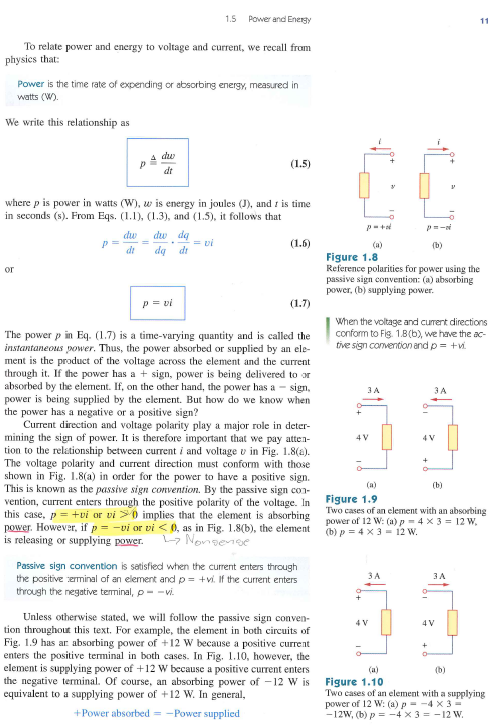 1.5 Power and Energy
11
To relate power and energy to voltage and current, we recall from
physics that:
Power is the time rate of expending or absorbing energy, measured in
watts (W).
We write this relationship as
p ≜ dw/dt
(1.5)
where p is power in watts (W), w is energy in joules (J), and t is time
in seconds (s). From Eqs. (1.1), (1.3), and (1.5), it follows that
p = dw/dt = dw/dq · dq/dt = vi
(1.6)
or
p = vi
(1.7)
The power p in Eq. (1.7) is a time-varying quantity and is called the
instantaneous power. Thus, the power absorbed or supplied by an ele-
ment is the product of the voltage across the element and the current
through it. If the power has a + sign, power is being delivered to or
absorbed by the element. If, on the other hand, the power has a − sign,
power is being supplied by the element. But how do we know when
the power has a negative or a positive sign?
Current direction and voltage polarity play a major role in deter-
mining the sign of power. It is therefore important that we pay atten-
tion to the relationship between current i and voltage v in Fig. 1.8(a).
The voltage polarity and current direction must conform with those
shown in Fig. 1.8(a) in order for the power to have a positive sign.
This is known as the passive sign convention. By the passive sign con-
vention, current enters through the positive polarity of the voltage. In
this case, p = +vi or vi > 0 implies that the element is absorbing
power. However, if p = −vi or vi < 0, as in Fig. 1.8(b), the element
is releasing or supplying power.
↳ Nonsense
Passive sign convention is satisfied when the current enters through
the positive terminal of an element and p = +vi. If the current enters
through the negative terminal, p = −vi.
Unless otherwise stated, we will follow the passive sign conven-
tion throughout this text. For example, the element in both circuits of
Fig. 1.9 has an absorbing power of +12 W because a positive current
enters the positive terminal in both cases. In Fig. 1.10, however, the
element is supplying power of +12 W because a positive current enters
the negative terminal. Of course, an absorbing power of −12 W is
equivalent to a supplying power of +12 W. In general,
+Power absorbed = −Power supplied
i i
+ +
v v
− −
p = +vi p = −vi
(a) (b)
Figure 1.8
Reference polarities for power using the
passive sign convention: (a) absorbing
power, (b) supplying power.
When the voltage and current directions
conform to Fig. 1.8(b), we have the ac-
tive sign convention and p = +vi.
3 A 3 A
+ −
4 V 4 V
− +
(a) (b)
Figure 1.9
Two cases of an element with an absorbing
power of 12 W: (a) p = 4 × 3 = 12 W,
(b) p = 4 × 3 = 12 W.
3 A 3 A
+ −
4 V 4 V
− +
(a) (b)
Figure 1.10
Two cases of an element with a supplying
power of 12 W: (a) p = −4 × 3 =
−12W, (b) p = −4 × 3 = −12 W.